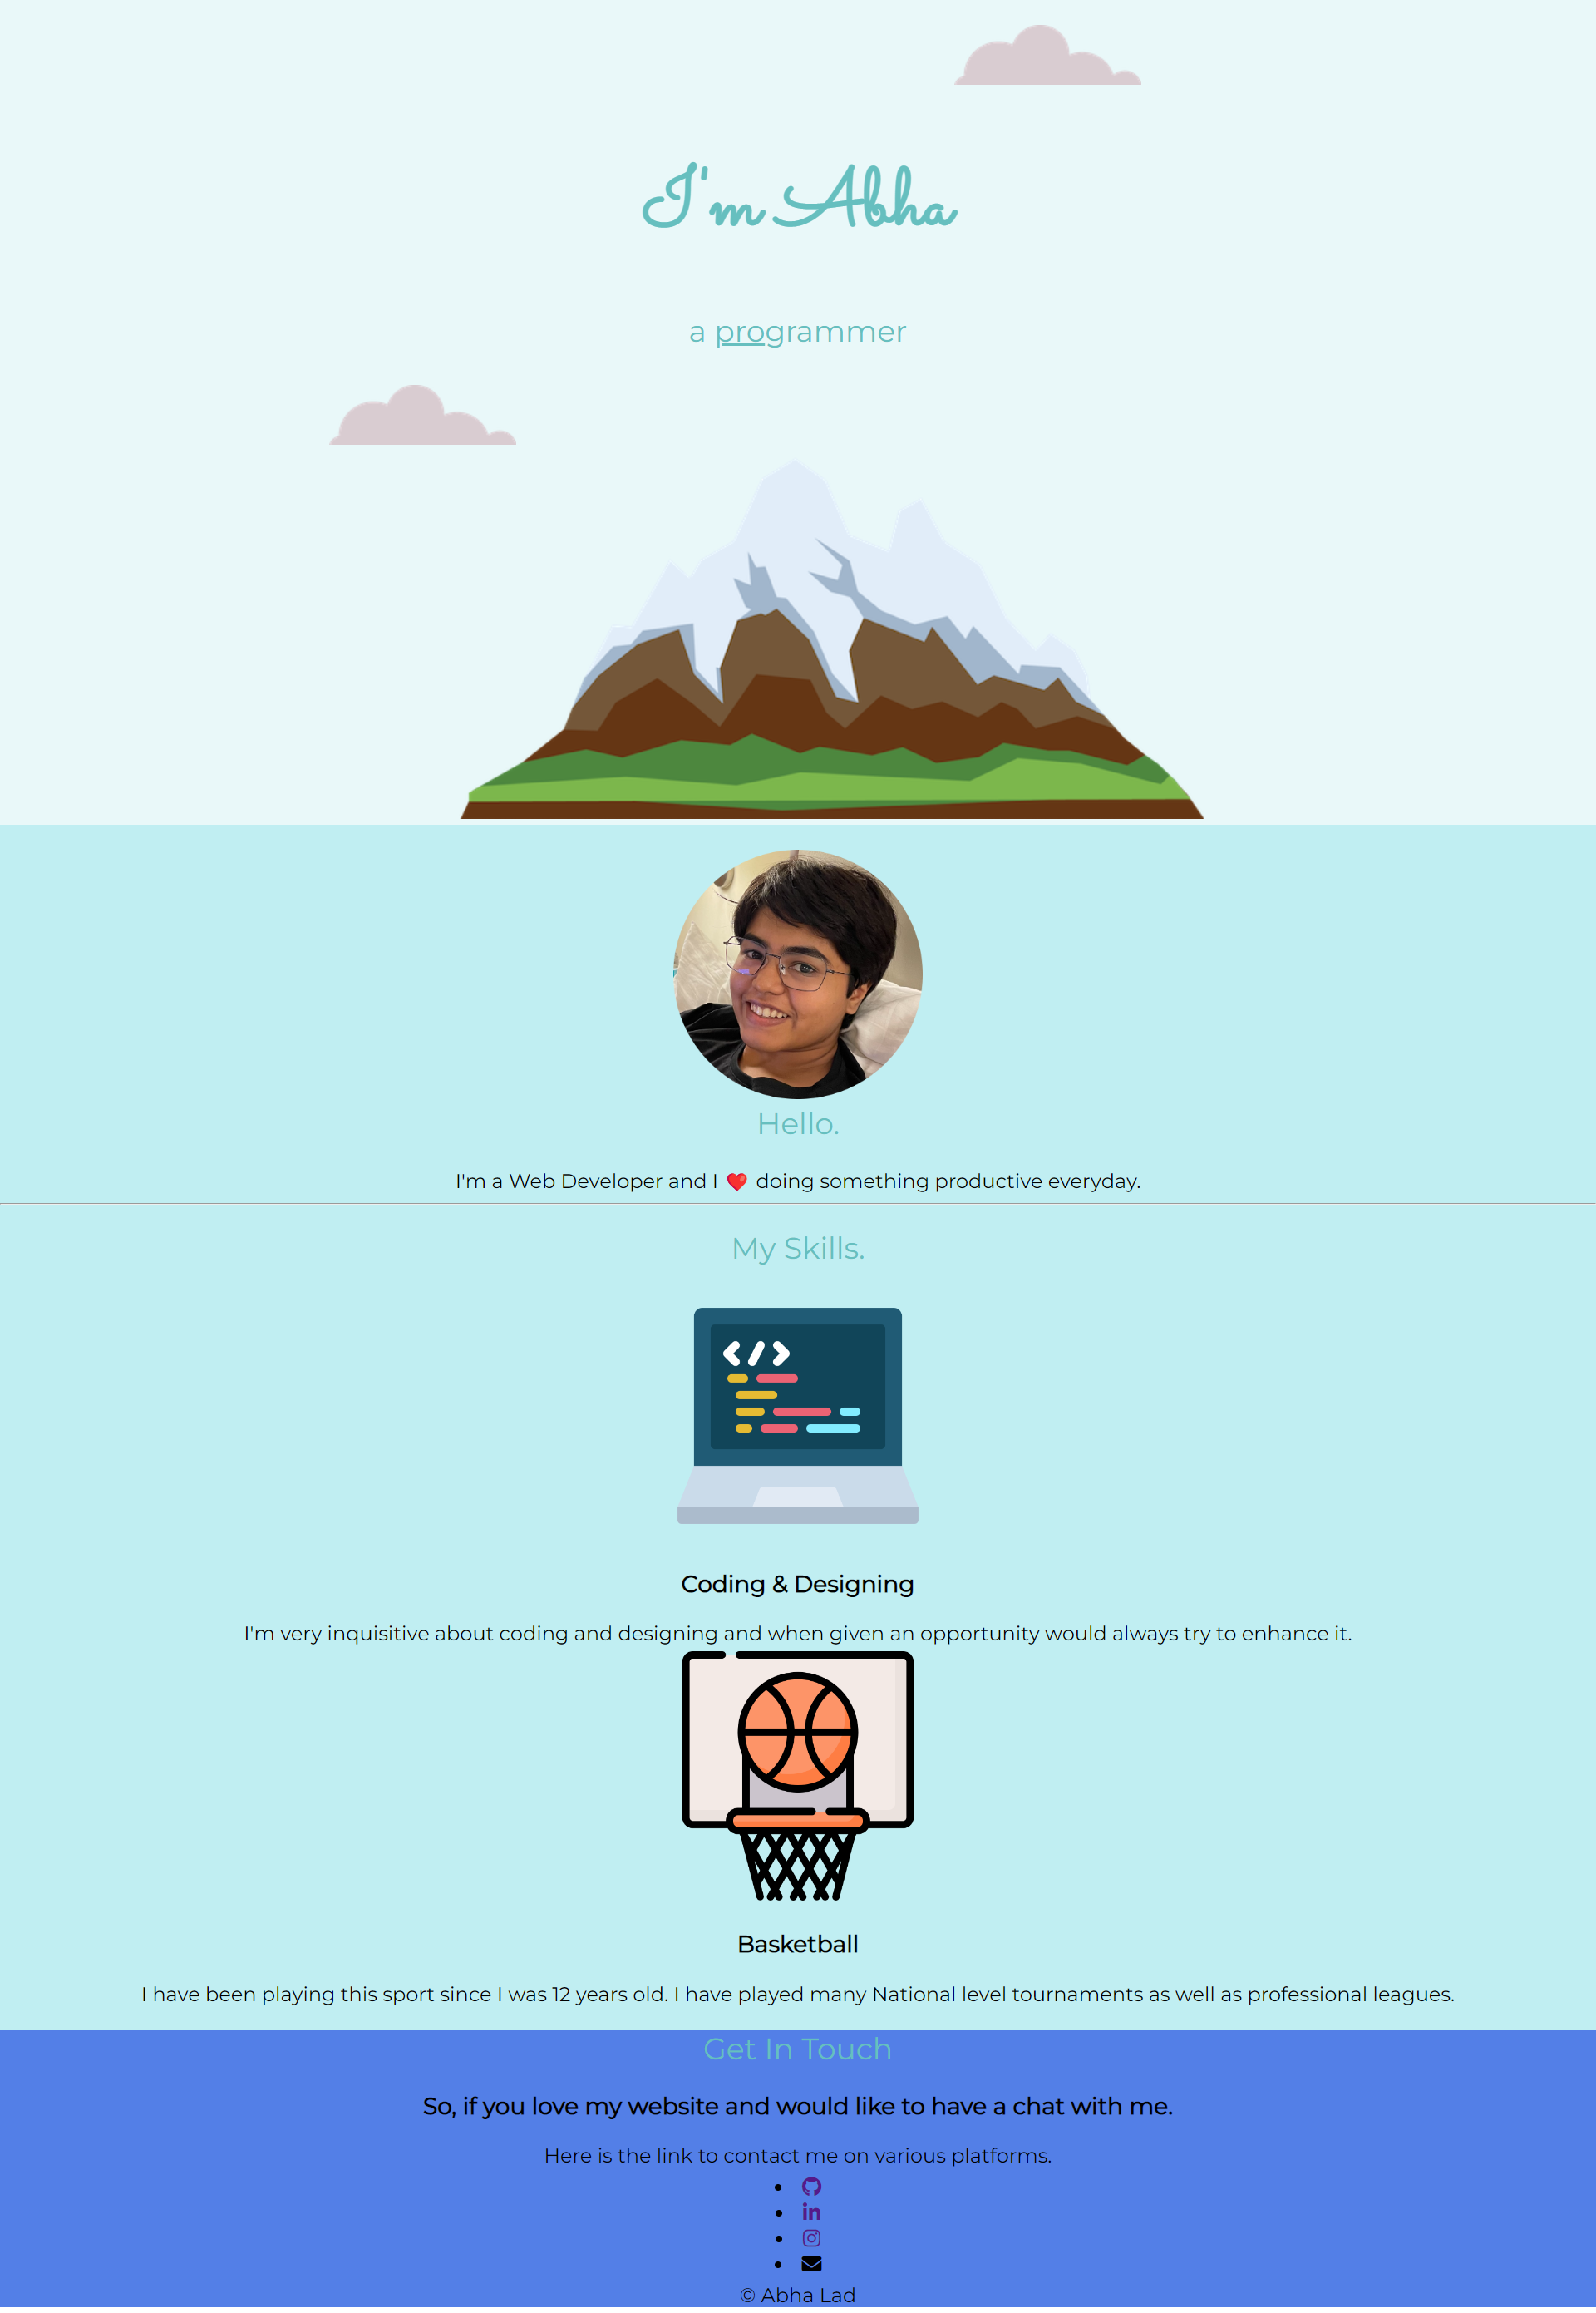 I'm Abha
a programmer
Hello.
I'm a Web Developer and I ❤️ doing something productive everyday.
My Skills.
</>
Coding & Designing
I'm very inquisitive about coding and designing and when given an opportunity would always try to enhance it.
Basketball
I have been playing this sport since I was 12 years old. I have played many National level tournaments as well as professional leagues.
Get In Touch
So, if you love my website and would like to have a chat with me.
Here is the link to contact me on various platforms.
in
© Abha Lad